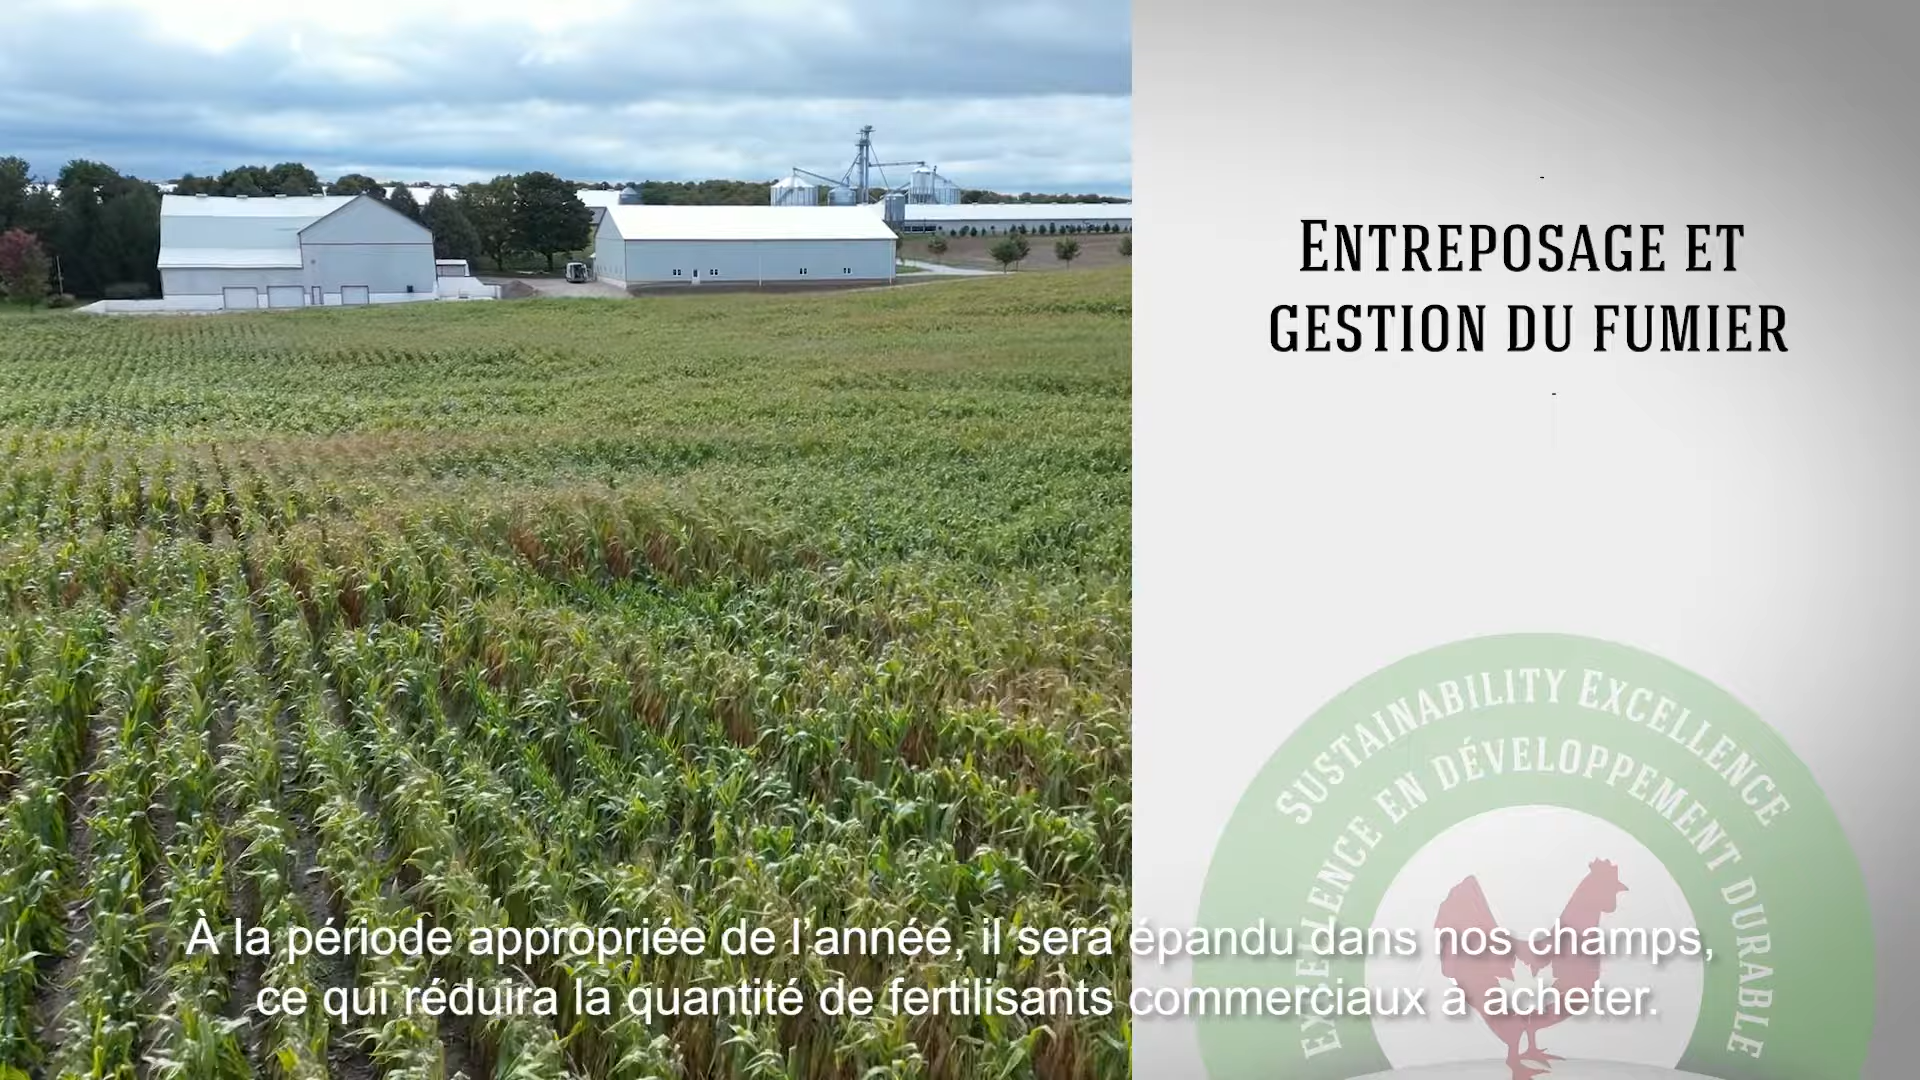 Entreposage et
gestion du fumier
Sustainability Excellence
Excellence en développement durable
À la période appropriée de l'année, il sera épandu dans nos champs,
ce qui réduira la quantité de fertilisants commerciaux à acheter.